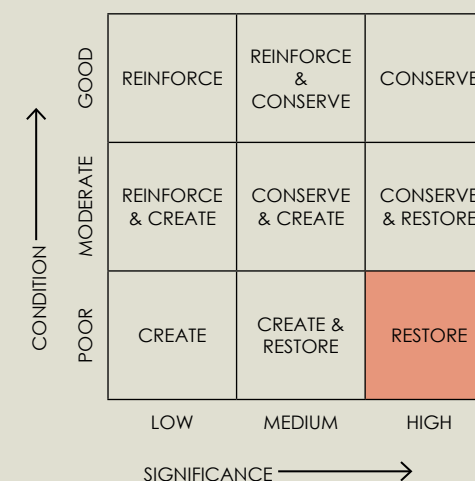 GOOD
REINFORCE
REINFORCE
&
CONSERVE
CONSERVE
MODERATE
REINFORCE
& CREATE
CONSERVE
& CREATE
CONSERVE
& RESTORE
CONDITION
POOR
CREATE
CREATE &
RESTORE
RESTORE
LOW
MEDIUM
HIGH
SIGNIFICANCE